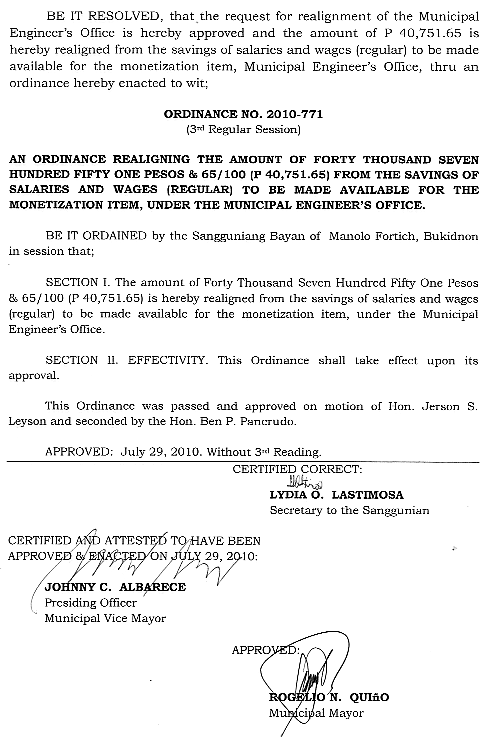 BE IT RESOLVED, that the request for realignment of the Municipal
Engineer's Office is hereby approved and the amount of P 40,751.65 is
hereby realigned from the savings of salaries and wages (regular) to be made
available for the monetization item, Municipal Engineer's Office, thru an
ordinance hereby enacted to wit;
ORDINANCE NO. 2010-771
(3rd Regular Session)
AN ORDINANCE REALIGNING THE AMOUNT OF FORTY THOUSAND SEVEN
HUNDRED FIFTY ONE PESOS & 65/100 (P 40,751.65) FROM THE SAVINGS OF
SALARIES AND WAGES (REGULAR) TO BE MADE AVAILABLE FOR THE
MONETIZATION ITEM, UNDER THE MUNICIPAL ENGINEER'S OFFICE.
BE IT ORDAINED by the Sangguniang Bayan of Manolo Fortich, Bukidnon
in session that;
SECTION I. The amount of Forty Thousand Seven Hundred Fifty One Pesos
& 65/100 (P 40,751.65) is hereby realigned from the savings of salaries and wages
(regular) to be made available for the monetization item, under the Municipal
Engineer's Office.
SECTION II. EFFECTIVITY. This Ordinance shall take effect upon its
approval.
This Ordinance was passed and approved on motion of Hon. Jerson S.
Leyson and seconded by the Hon. Ben P. Pancrudo.
APPROVED: July 29, 2010. Without 3rd Reading.
CERTIFIED CORRECT:
LYDIA O. LASTIMOSA
Secretary to the Sanggunian
CERTIFIED AND ATTESTED TO HAVE BEEN
APPROVED & ENACTED ON JULY 29, 2010:
JOHNNY C. ALBARECE
Presiding Officer
Municipal Vice Mayor
APPROVED:
ROGELIO N. QUIñO
Municipal Mayor